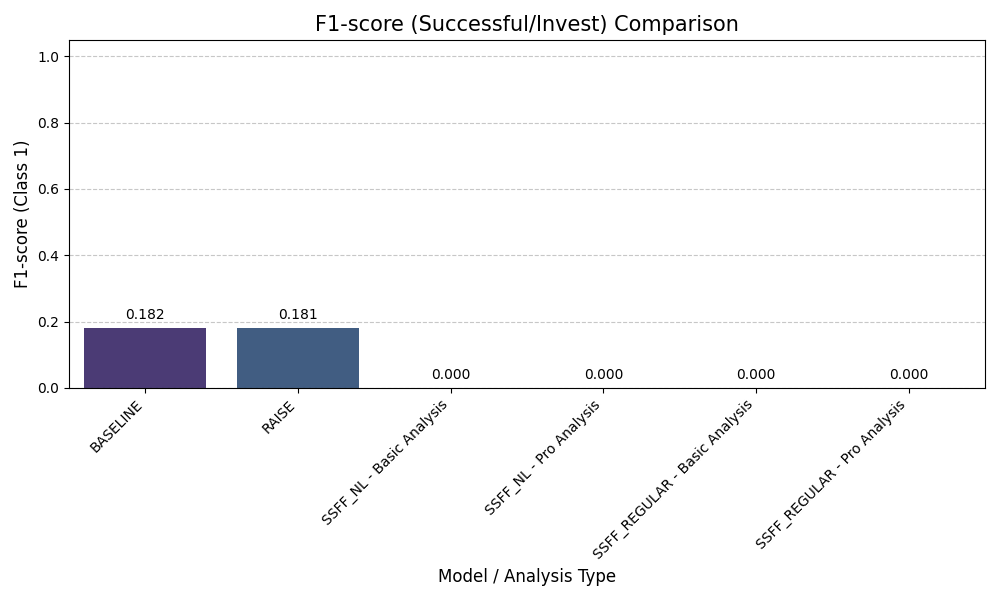 F1-score (Successful/Invest) Comparison
F1-score (Class 1)
1.0
0.8
0.6
0.4
0.2
0.0
0.182
0.181
0.000
0.000
0.000
0.000
BASELINE
RAISE
SSFF_NL - Basic Analysis
SSFF_NL - Pro Analysis
SSFF_REGULAR - Basic Analysis
SSFF_REGULAR - Pro Analysis
Model / Analysis Type